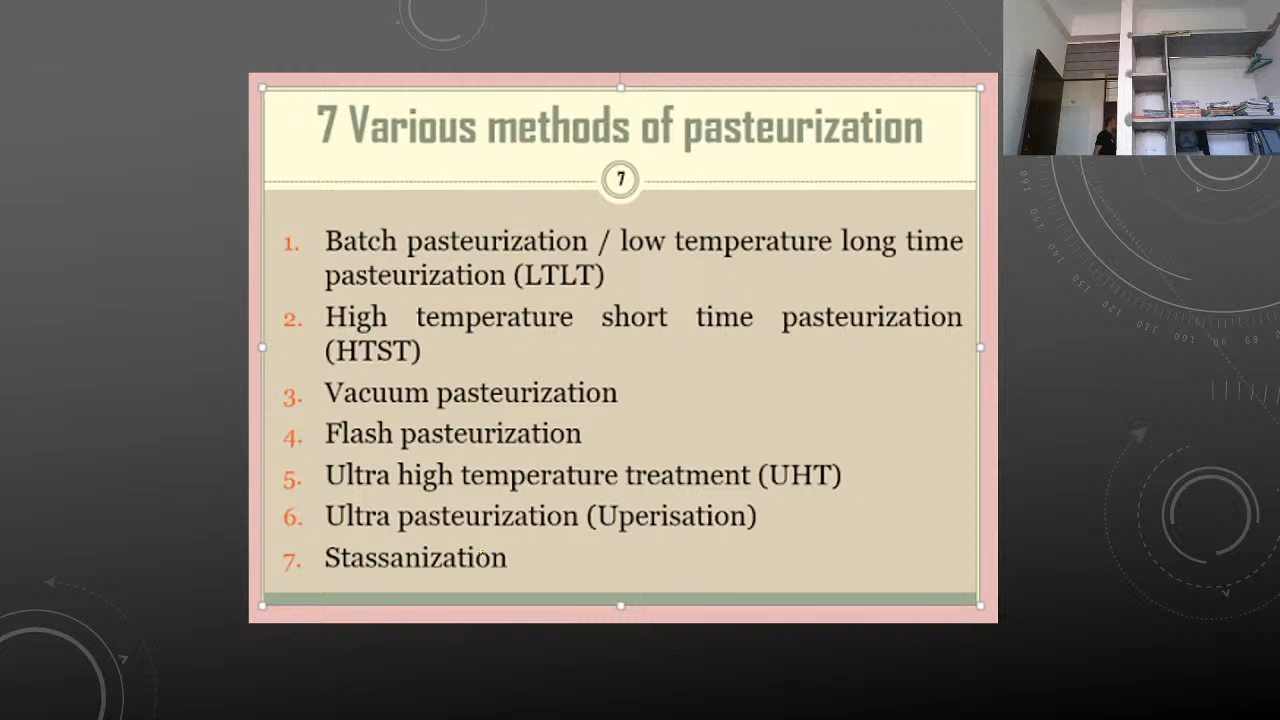 7 Various methods of pasteurization
7
1. Batch pasteurization / low temperature long time
pasteurization (LTLT)
2. High temperature short time pasteurization
(HTST)
3. Vacuum pasteurization
4. Flash pasteurization
5. Ultra high temperature treatment (UHT)
6. Ultra pasteurization (Uperisation)
7. Stassanization